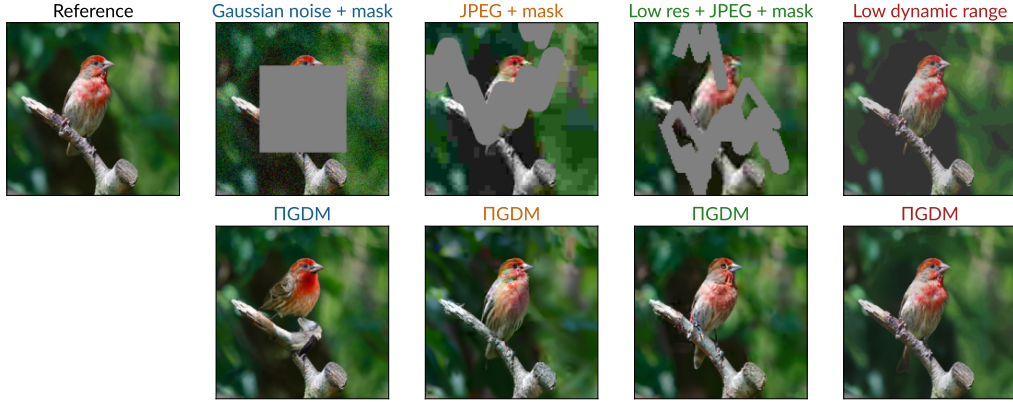 Reference
Gaussian noise + mask
JPEG + mask
Low res + JPEG + mask
Low dynamic range
ΠGDM
ΠGDM
ΠGDM
ΠGDM